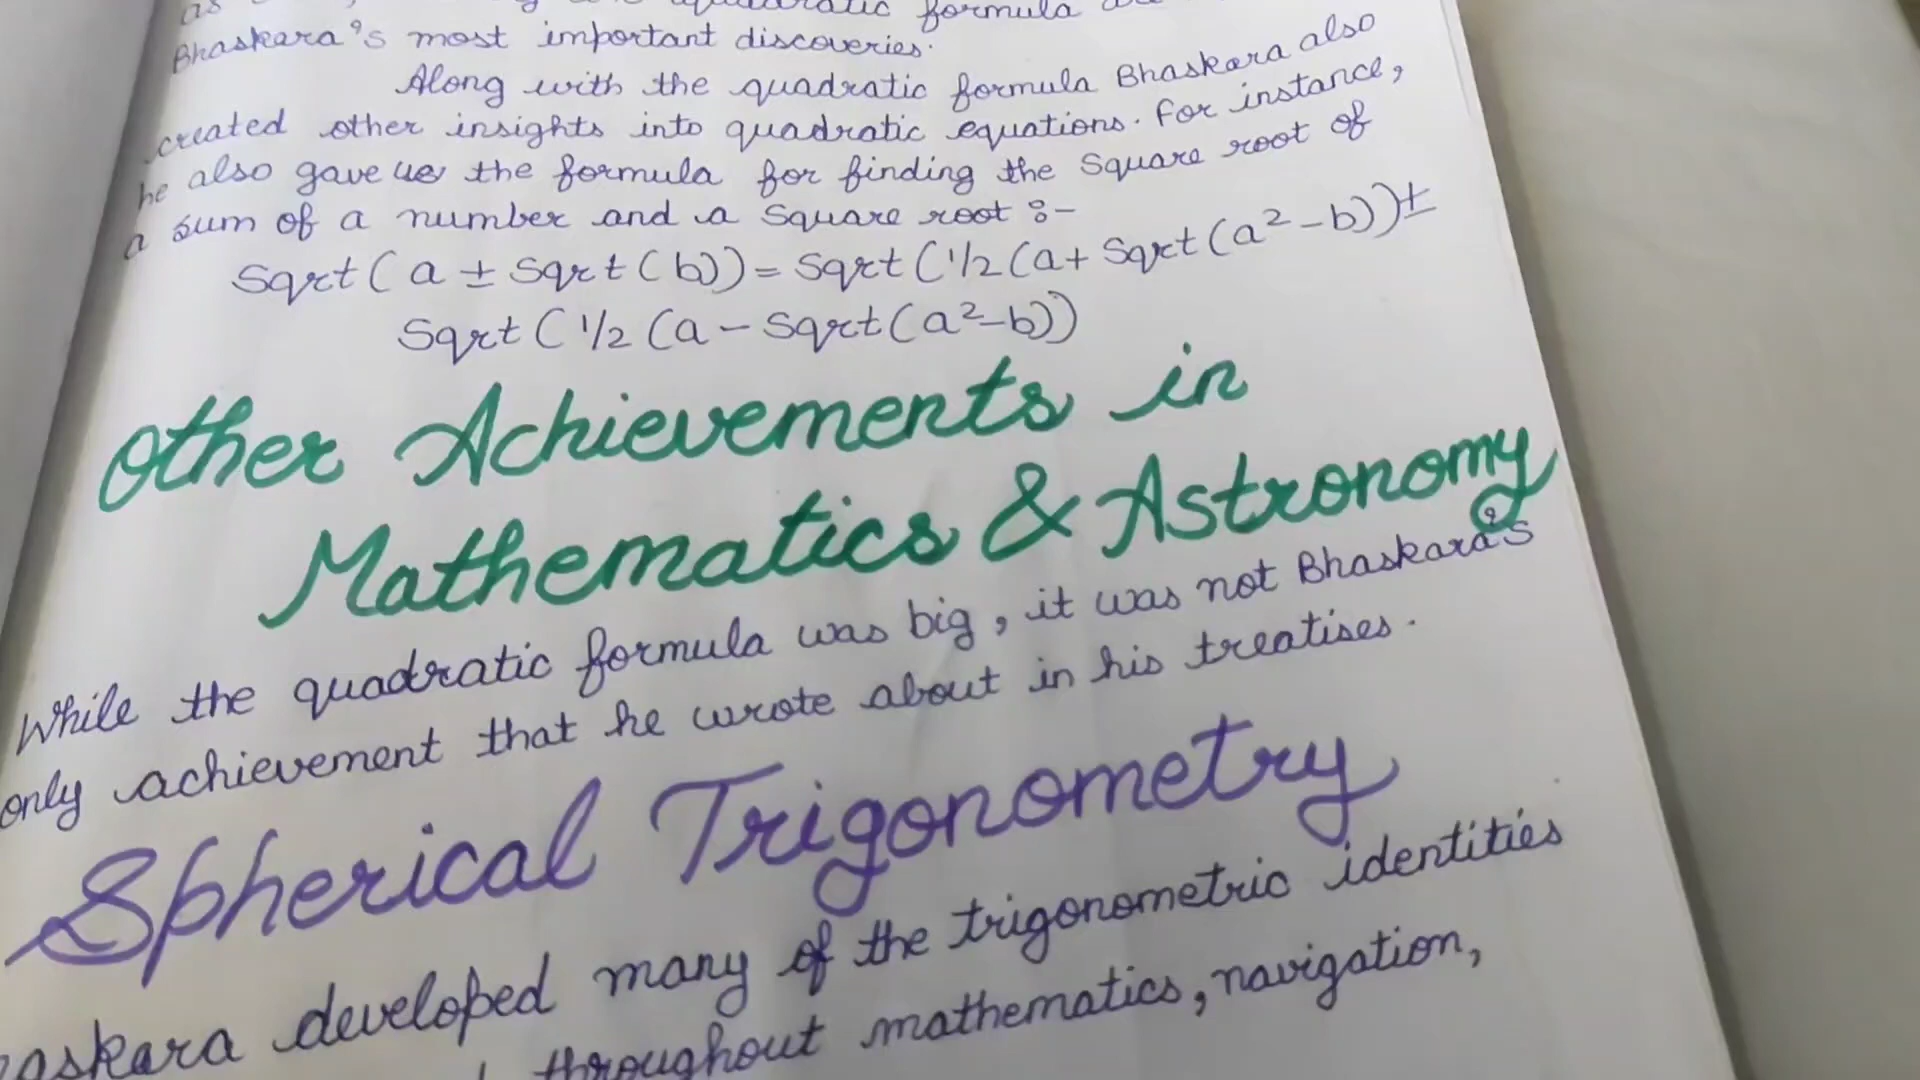 as quadratic formula
Bhaskara's most important discoveries.
Along with the quadratic formula Bhaskara also
created other insights into quadratic equations. For instance,
he also gave us the formula for finding the Square root of
a sum of a number and a Square root :-
Sqrt ( a ± Sqrt ( b)) = Sqrt ( 1/2 (a + Sqrt (a² - b)) ±
Sqrt ( 1/2 (a - Sqrt (a² - b))
Other Achievements in
Mathematics & Astronomy
While the quadratic formula was big, it was not Bhaskara's
only achievement that he wrote about in his treatises.
Spherical Trigonometry
askara developed many of the trigonometric identities
throughout mathematics, navigation,